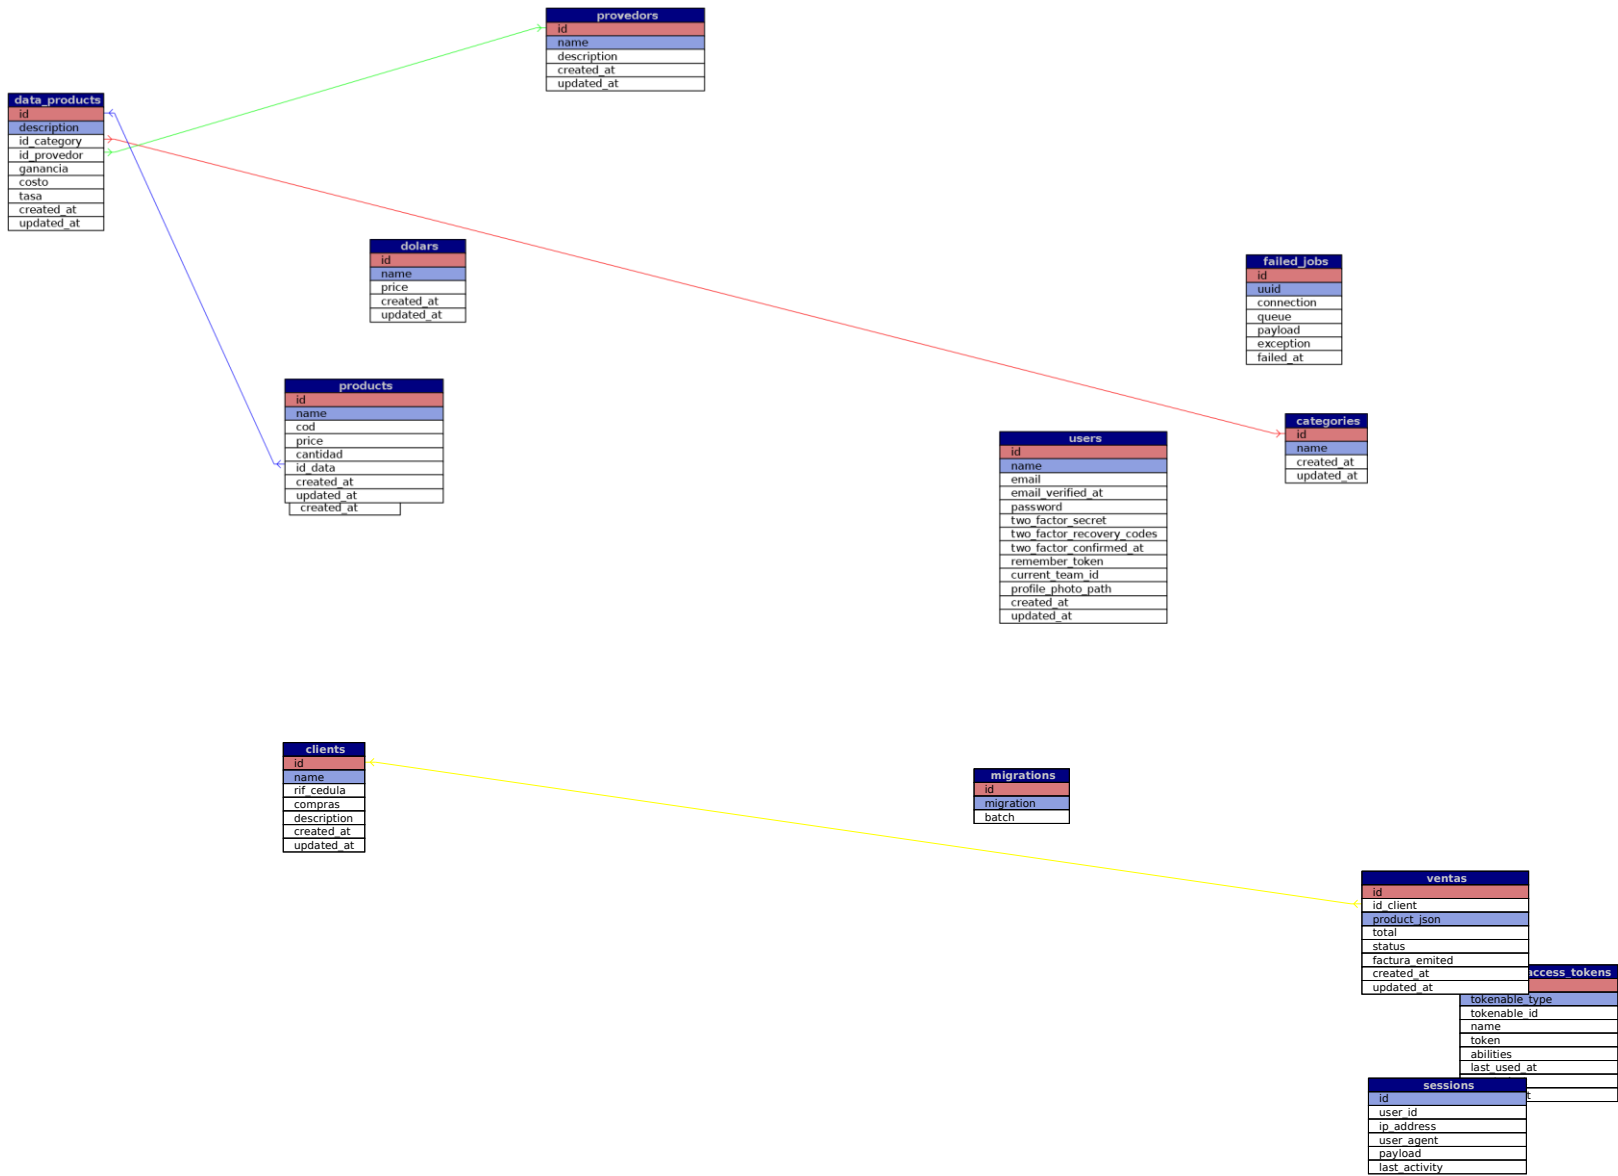 provedors
id
name
description
created_at
updated_at
data_products
id
description
id_category
id_provedor
ganancia
costo
tasa
created_at
updated_at
dolars
id
name
price
created_at
updated_at
failed_jobs
id
uuid
connection
queue
payload
exception
failed_at
products
id
name
cod
price
cantidad
id_data
created_at
updated_at
created_at
categories
id
name
created_at
updated_at
users
id
name
email
email_verified_at
password
two_factor_secret
two_factor_recovery_codes
two_factor_confirmed_at
remember_token
current_team_id
profile_photo_path
created_at
updated_at
clients
id
name
rif_cedula
compras
description
created_at
updated_at
migrations
id
migration
batch
ventas
id
id_client
product_json
total
status
factura_emited
created_at
updated_at
access_tokens
tokenable_type
tokenable_id
name
token
abilities
last_used_at
sessions
id
user_id
ip_address
user_agent
payload
last_activity